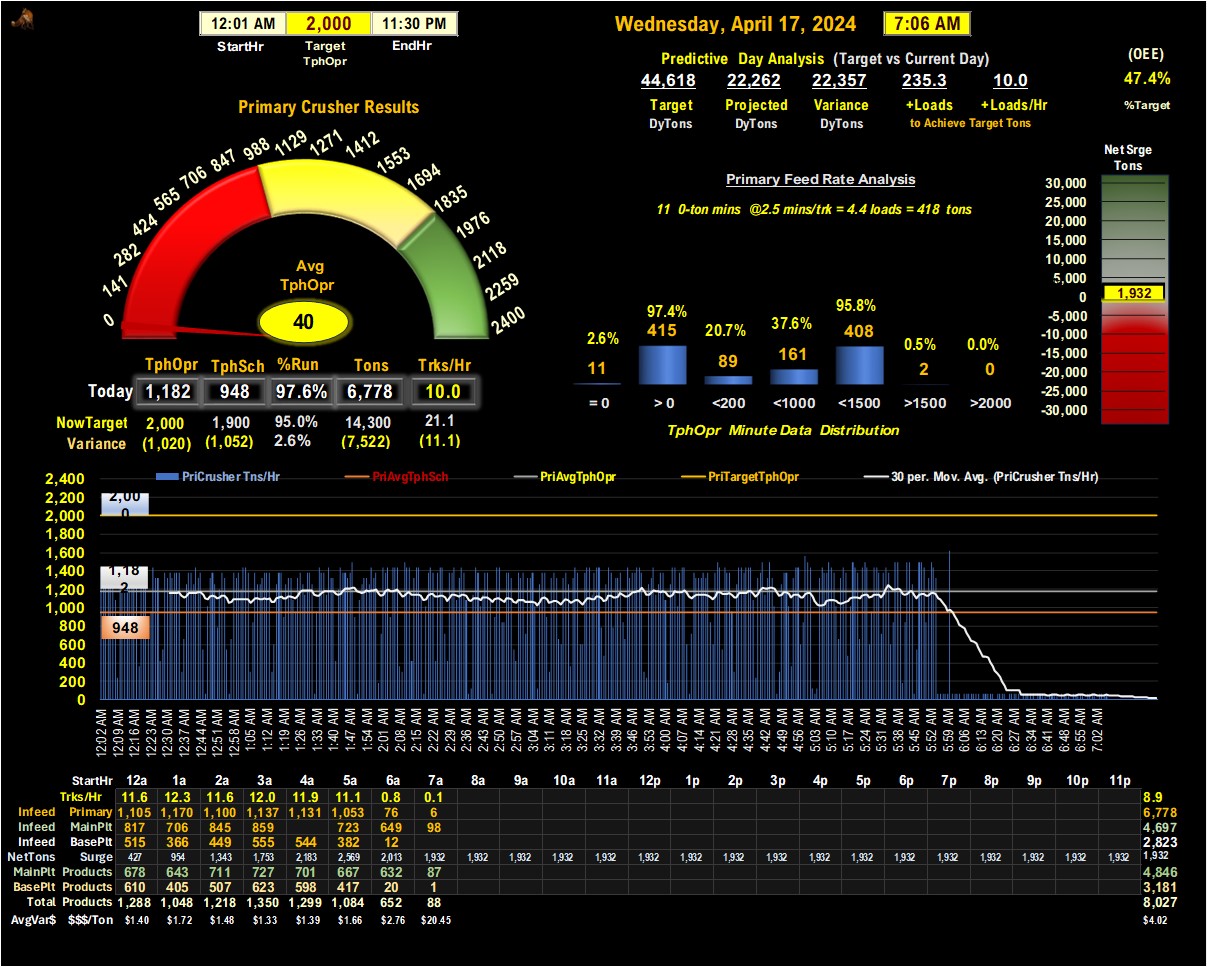 12:01 AM 2,000 11:30 PM
StartHr Target TphOpr EndHr
Wednesday, April 17, 2024 7:06 AM
Predictive Day Analysis (Target vs Current Day)
44,618 22,262 22,357 235.3 10.0
Target Projected Variance +Loads +Loads/Hr
DyTons DyTons DyTons to Achieve Target Tons
(OEE)
47.4%
%Target
Primary Crusher Results
0 141 282 424 565 706 847 988 1129 1271 1412 1553 1694 1835 1976 2118 2259 2400
Avg
TphOpr
40
Primary Feed Rate Analysis
11 0-ton mins @2.5 mins/trk = 4.4 loads = 418 tons
2.6% 97.4% 20.7% 37.6% 95.8% 0.5% 0.0%
11 415 89 161 408 2 0
= 0 > 0 <200 <1000 <1500 >1500 >2000
TphOpr Minute Data Distribution
Net Srge
Tons
30,000
25,000
20,000
15,000
10,000
5,000
0 1,932
-5,000
-10,000
-15,000
-20,000
-25,000
-30,000
TphOpr TphSch %Run Tons Trks/Hr
Today 1,182 948 97.6% 6,778 10.0
NowTarget 2,000 1,900 95.0% 14,300 21.1
Variance (1,020) (1,052) 2.6% (7,522) (11.1)
PriCrusher Tns/Hr PriAvgTphSch PriAvgTphOpr PriTargetTphOpr 30 per. Mov. Avg. (PriCrusher Tns/Hr)
2,400
2,200
2,000
1,800
1,600
1,400
1,200
1,000
800
600
400
200
0
2,00
0
1,18
2
948
12:02 AM 12:09 AM 12:16 AM 12:23 AM 12:30 AM 12:37 AM 12:44 AM 12:51 AM 12:58 AM 1:05 AM 1:12 AM 1:19 AM 1:26 AM 1:33 AM 1:40 AM 1:47 AM 1:54 AM 2:01 AM 2:08 AM 2:15 AM 2:22 AM 2:29 AM 2:36 AM 2:43 AM 2:50 AM 2:57 AM 3:04 AM 3:11 AM 3:18 AM 3:25 AM 3:32 AM 3:39 AM 3:46 AM 3:53 AM 4:00 AM 4:07 AM 4:14 AM 4:21 AM 4:28 AM 4:35 AM 4:42 AM 4:49 AM 4:56 AM 5:03 AM 5:10 AM 5:17 AM 5:24 AM 5:31 AM 5:38 AM 5:45 AM 5:52 AM 5:59 AM 6:06 AM 6:13 AM 6:20 AM 6:27 AM 6:34 AM 6:41 AM 6:48 AM 6:55 AM 7:02 AM
StartHr 12a 1a 2a 3a 4a 5a 6a 7a 8a 9a 10a 11a 12p 1p 2p 3p 4p 5p 6p 7p 8p 9p 10p 11p
Trks/Hr 11.6 12.3 11.6 12.0 11.9 11.1 0.8 0.1 8.9
Infeed Primary 1,105 1,170 1,100 1,137 1,131 1,053 76 6 6,778
Infeed MainPlt 817 706 845 859 723 649 98 4,697
Infeed BasePlt 515 366 449 555 544 382 12 2,823
NetTons Surge 427 954 1,343 1,753 2,183 2,569 2,013 1,932 1,932 1,932 1,932 1,932 1,932 1,932 1,932 1,932 1,932 1,932 1,932 1,932 1,932 1,932 1,932 1,932 1,932
MainPlt Products 678 643 711 727 701 667 632 87 4,846
BasePlt Products 610 405 507 623 598 417 20 1 3,181
Total Products 1,288 1,048 1,218 1,350 1,299 1,084 652 88 8,027
AvgVar$ $$$/Ton $1.40 $1.72 $1.48 $1.33 $1.39 $1.66 $2.76 $20.45 $4.02